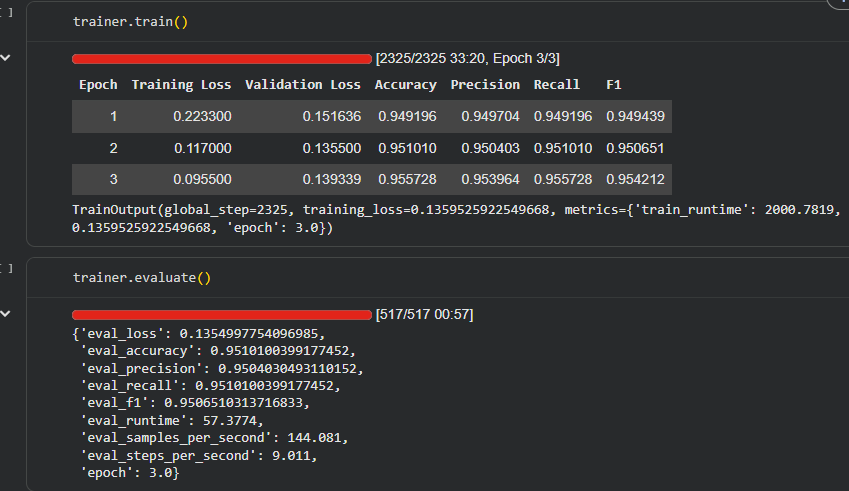 [ ]
trainer.train()
[2325/2325 33:20, Epoch 3/3]
Epoch Training Loss Validation Loss Accuracy Precision Recall F1
1 0.223300 0.151636 0.949196 0.949704 0.949196 0.949439
2 0.117000 0.135500 0.951010 0.950403 0.951010 0.950651
3 0.095500 0.139339 0.955728 0.953964 0.955728 0.954212
TrainOutput(global_step=2325, training_loss=0.1359525922549668, metrics={'train_runtime': 2000.7819,
0.1359525922549668, 'epoch': 3.0})
[ ]
trainer.evaluate()
[517/517 00:57]
{'eval_loss': 0.1354997754096985,
'eval_accuracy': 0.9510100399177452,
'eval_precision': 0.9504030493110152,
'eval_recall': 0.9510100399177452,
'eval_f1': 0.9506510313716833,
'eval_runtime': 57.3774,
'eval_samples_per_second': 144.081,
'eval_steps_per_second': 9.011,
'epoch': 3.0}